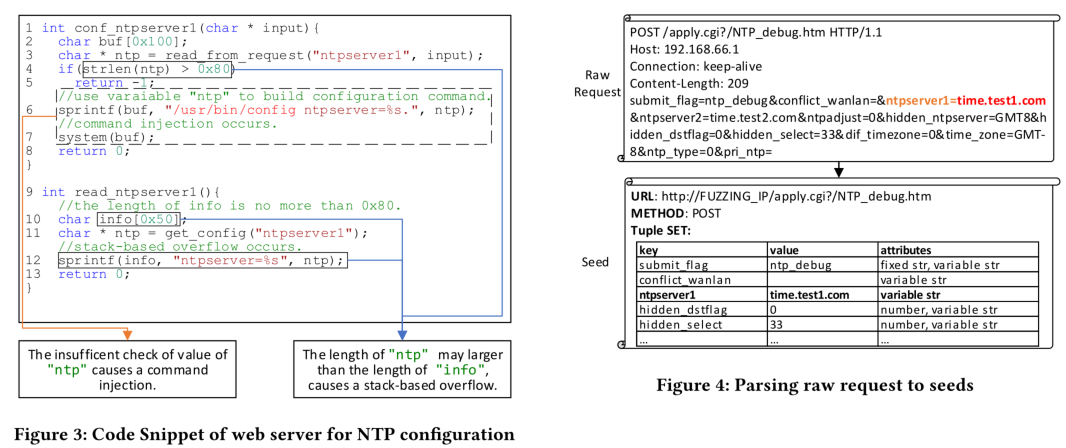 1 int conf_ntpserver1(char * input){
2 char buf[0x100];
3 char * ntp = read_from_request("ntpserver1", input);
4 if(strlen(ntp) > 0x80)
5 return -1;
//use varaiable "ntp" to build configuration command.
6 sprintf(buf, "/usr/bin/config ntpserver=%s.", ntp);
//command injection occurs.
7 system(buf);
8 return 0;
}
9 int read_ntpserver1(){
//the length of info is no more than 0x80.
10 char info[0x50];
11 char * ntp = get_config("ntpserver1");
//stack-based overflow occurs.
12 sprintf(info, "ntpserver=%s", ntp);
13 return 0;
}
The insufficent check of value of
"ntp" causes a command
injection.
The length of "ntp" may larger
than the length of "info",
causes a stack-based overflow.
Figure 3: Code Snippet of web server for NTP configuration
Raw
Request
POST /apply.cgi?/NTP_debug.htm HTTP/1.1
Host: 192.168.66.1
Connection: keep-alive
Content-Length: 209
submit_flag=ntp_debug&conflict_wanlan=&ntpserver1=time.test1.com
&ntpserver2=time.test2.com&ntpadjust=0&hidden_ntpserver=GMT8&h
idden_dstflag=0&hidden_select=33&dif_timezone=0&time_zone=GMT-
8&ntp_type=0&pri_ntp=
Seed
URL: http://FUZZING_IP/apply.cgi?/NTP_debug.htm
METHOD: POST
Tuple SET:
key value attributes
submit_flag ntp_debug fixed str, variable str
conflict_wanlan variable str
ntpserver1 time.test1.com variable str
hidden_dstflag 0 number, variable str
hidden_select 33 number, variable str
... ... ...
Figure 4: Parsing raw request to seeds